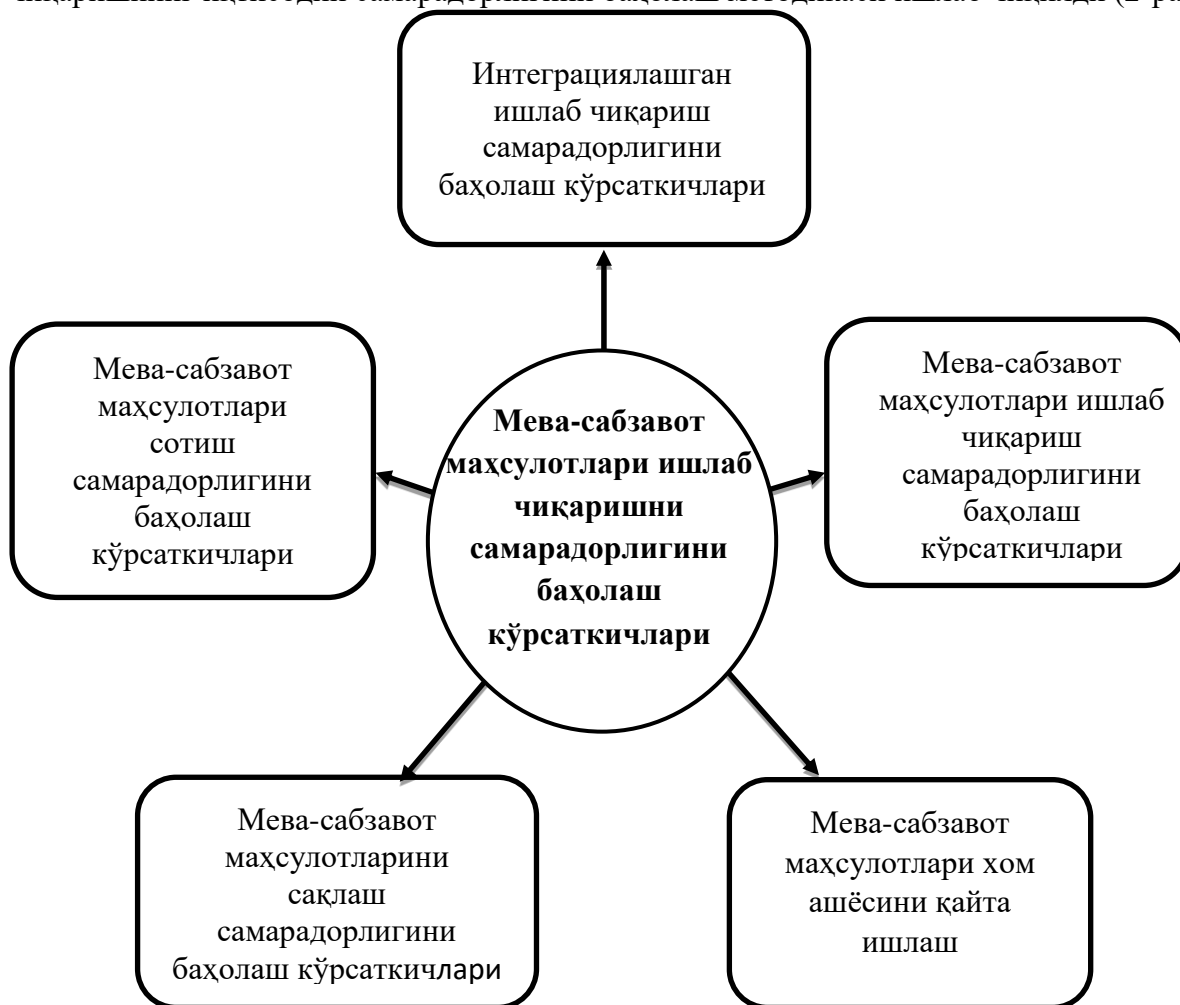 Интеграциялашган
ишлаб чиқариш
самарадорлигини
баҳолаш кўрсаткичлари
Мева-сабзавот
маҳсулотлари
сотиш
самарадорлигини
баҳолаш
кўрсаткичлари
Мева-сабзавот
маҳсулотлари ишлаб
чиқаришни
самарадорлигини
баҳолаш
кўрсаткичлари
Мева-сабзавот
маҳсулотлари ишлаб
чиқариш
самарадорлигини
баҳолаш
кўрсаткичлари
Мева-сабзавот
маҳсулотларини
сақлаш
самарадорлигини
баҳолаш кўрсаткичлари
Мева-сабзавот
маҳсулотлари хом
ашёсини қайта
ишлаш